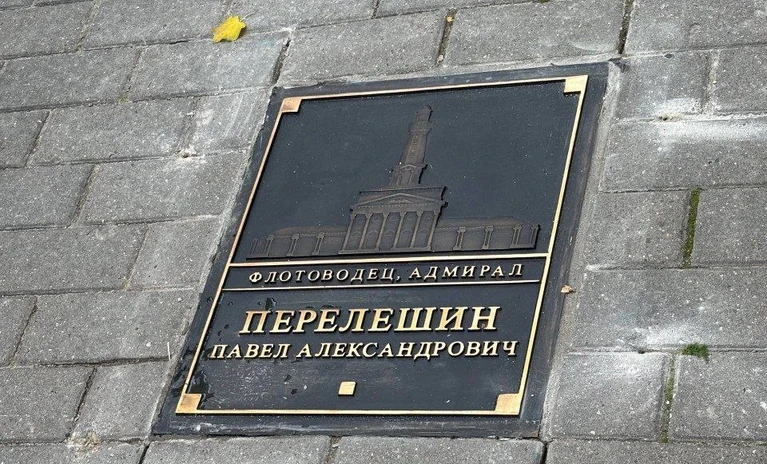 ФЛОТОВОДЕЦ, АДМИРАЛ
ПЕРЕЛЕШИН
ПАВЕЛ АЛЕКСАНДРОВИЧ